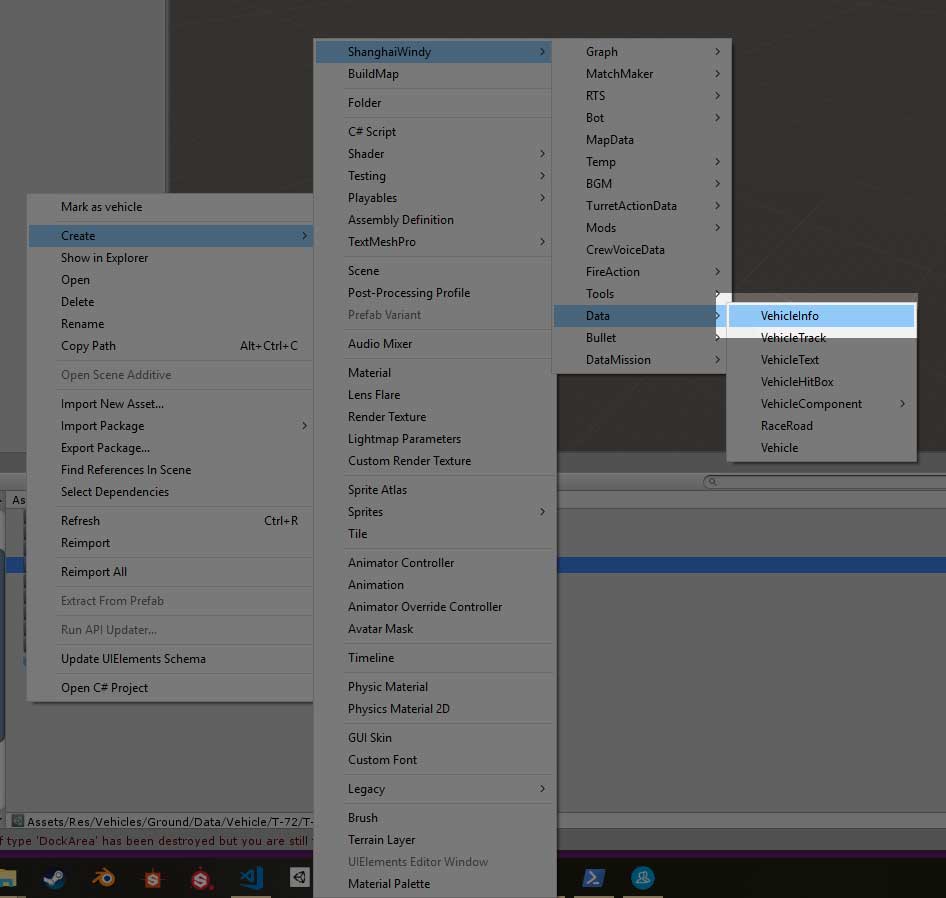 Mark as vehicle
Create
Show in Explorer
Open
Delete
Rename
Copy Path Alt+Ctrl+C
Open Scene Additive
Import New Asset...
Import Package
Export Package...
Find References In Scene
Select Dependencies
Refresh Ctrl+R
Reimport
Reimport All
Extract From Prefab
Run API Updater...
Update UIElements Schema
Open C# Project
ShanghaiWindy
BuildMap
Folder
C# Script
Shader
Testing
Playables
Assembly Definition
TextMeshPro
Scene
Post-Processing Profile
Prefab Variant
Audio Mixer
Material
Lens Flare
Render Texture
Lightmap Parameters
Custom Render Texture
Sprite Atlas
Sprites
Tile
Animator Controller
Animation
Animator Override Controller
Avatar Mask
Timeline
Physic Material
Physics Material 2D
GUI Skin
Custom Font
Legacy
Brush
Terrain Layer
UIElements Editor Window
Material Palette
Graph
MatchMaker
RTS
Bot
MapData
Temp
BGM
TurretActionData
Mods
CrewVoiceData
FireAction
Tools
Data
Bullet
DataMission
VehicleInfo
VehicleTrack
VehicleText
VehicleHitBox
VehicleComponent
RaceRoad
Vehicle
As
Assets/Res/Vehicles/Ground/Data/Vehicle/T-72/T-
f type 'DockArea' has been destroyed but you are still